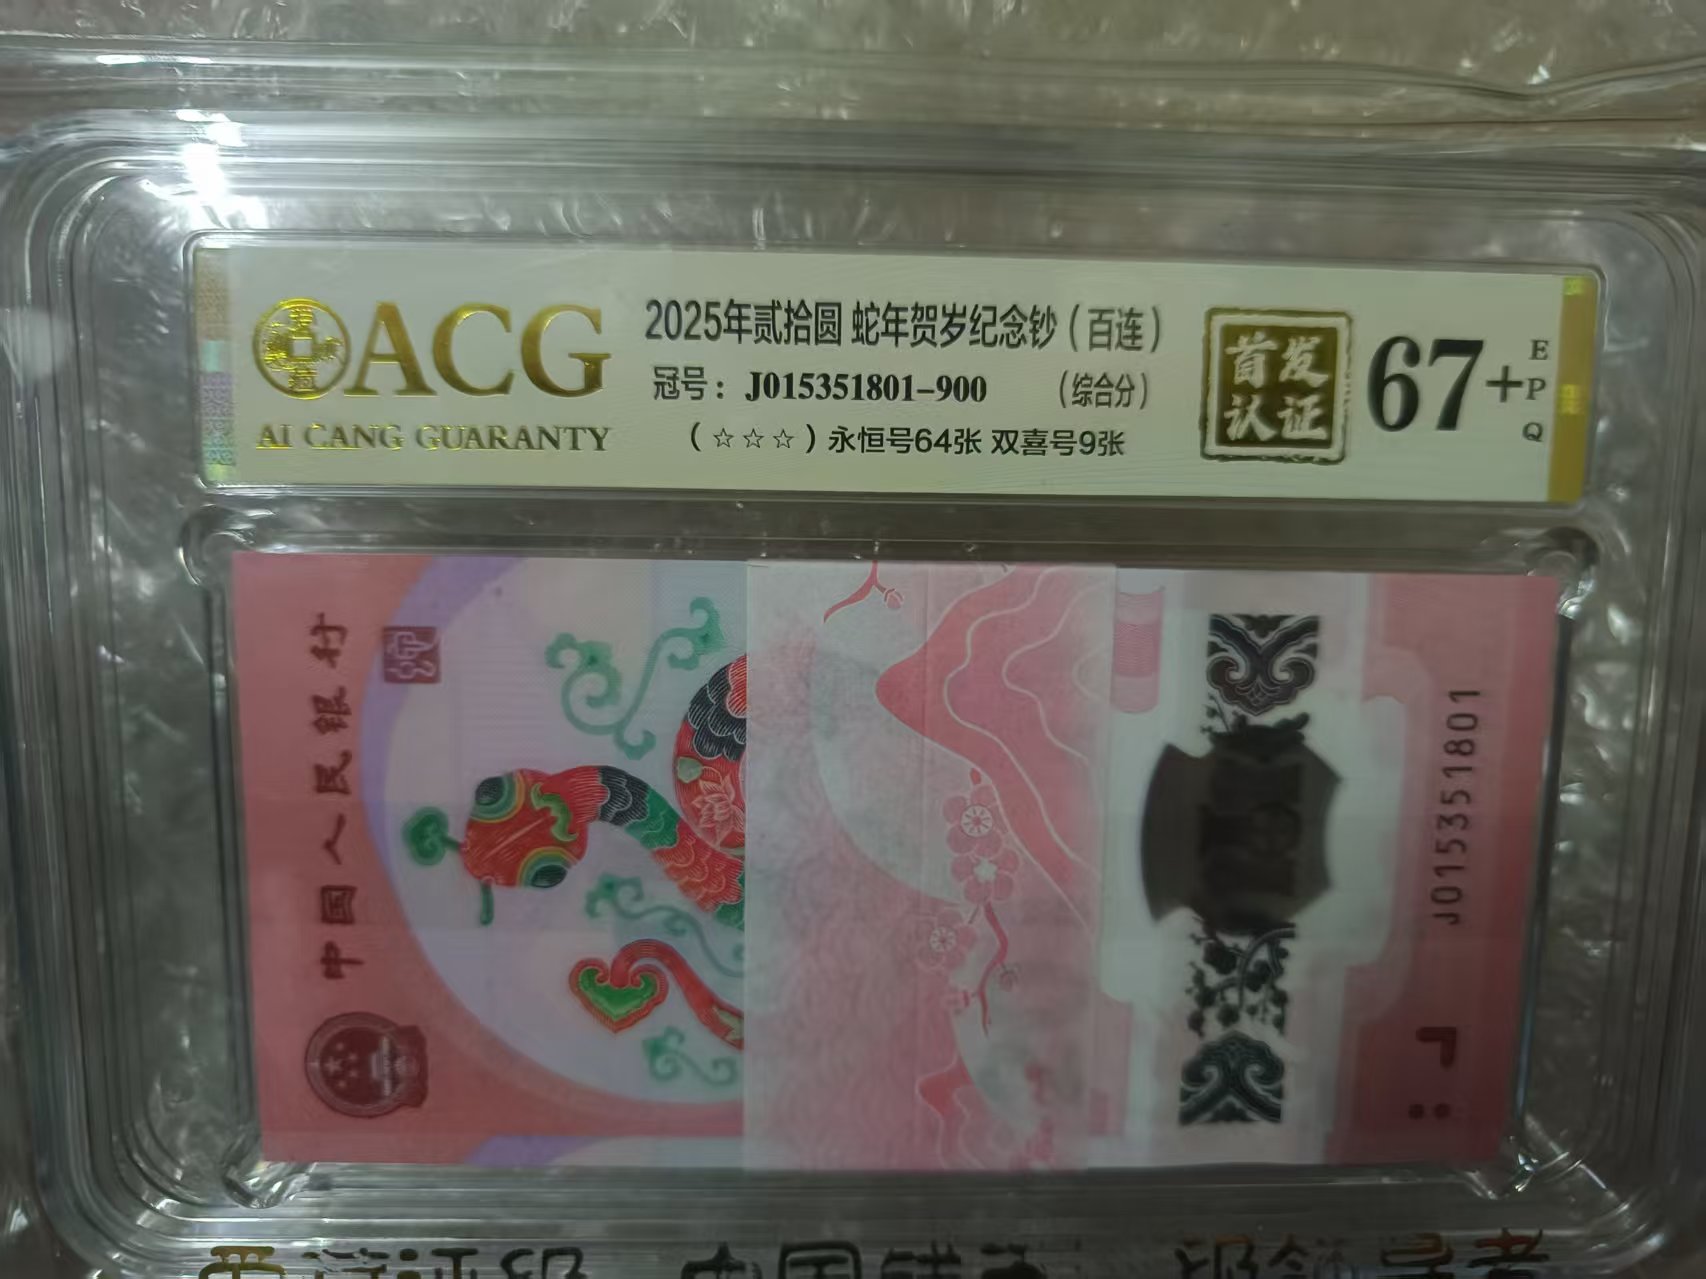 ACG
AI CANG GUARANTY
2025年贰拾圆 蛇年贺岁纪念钞（百连）
冠号：J015351801-900 （综合分）
（☆☆☆）永恒号64张 双喜号9张
首发
认证
67+
EPQ
中国人民银行
J015351801